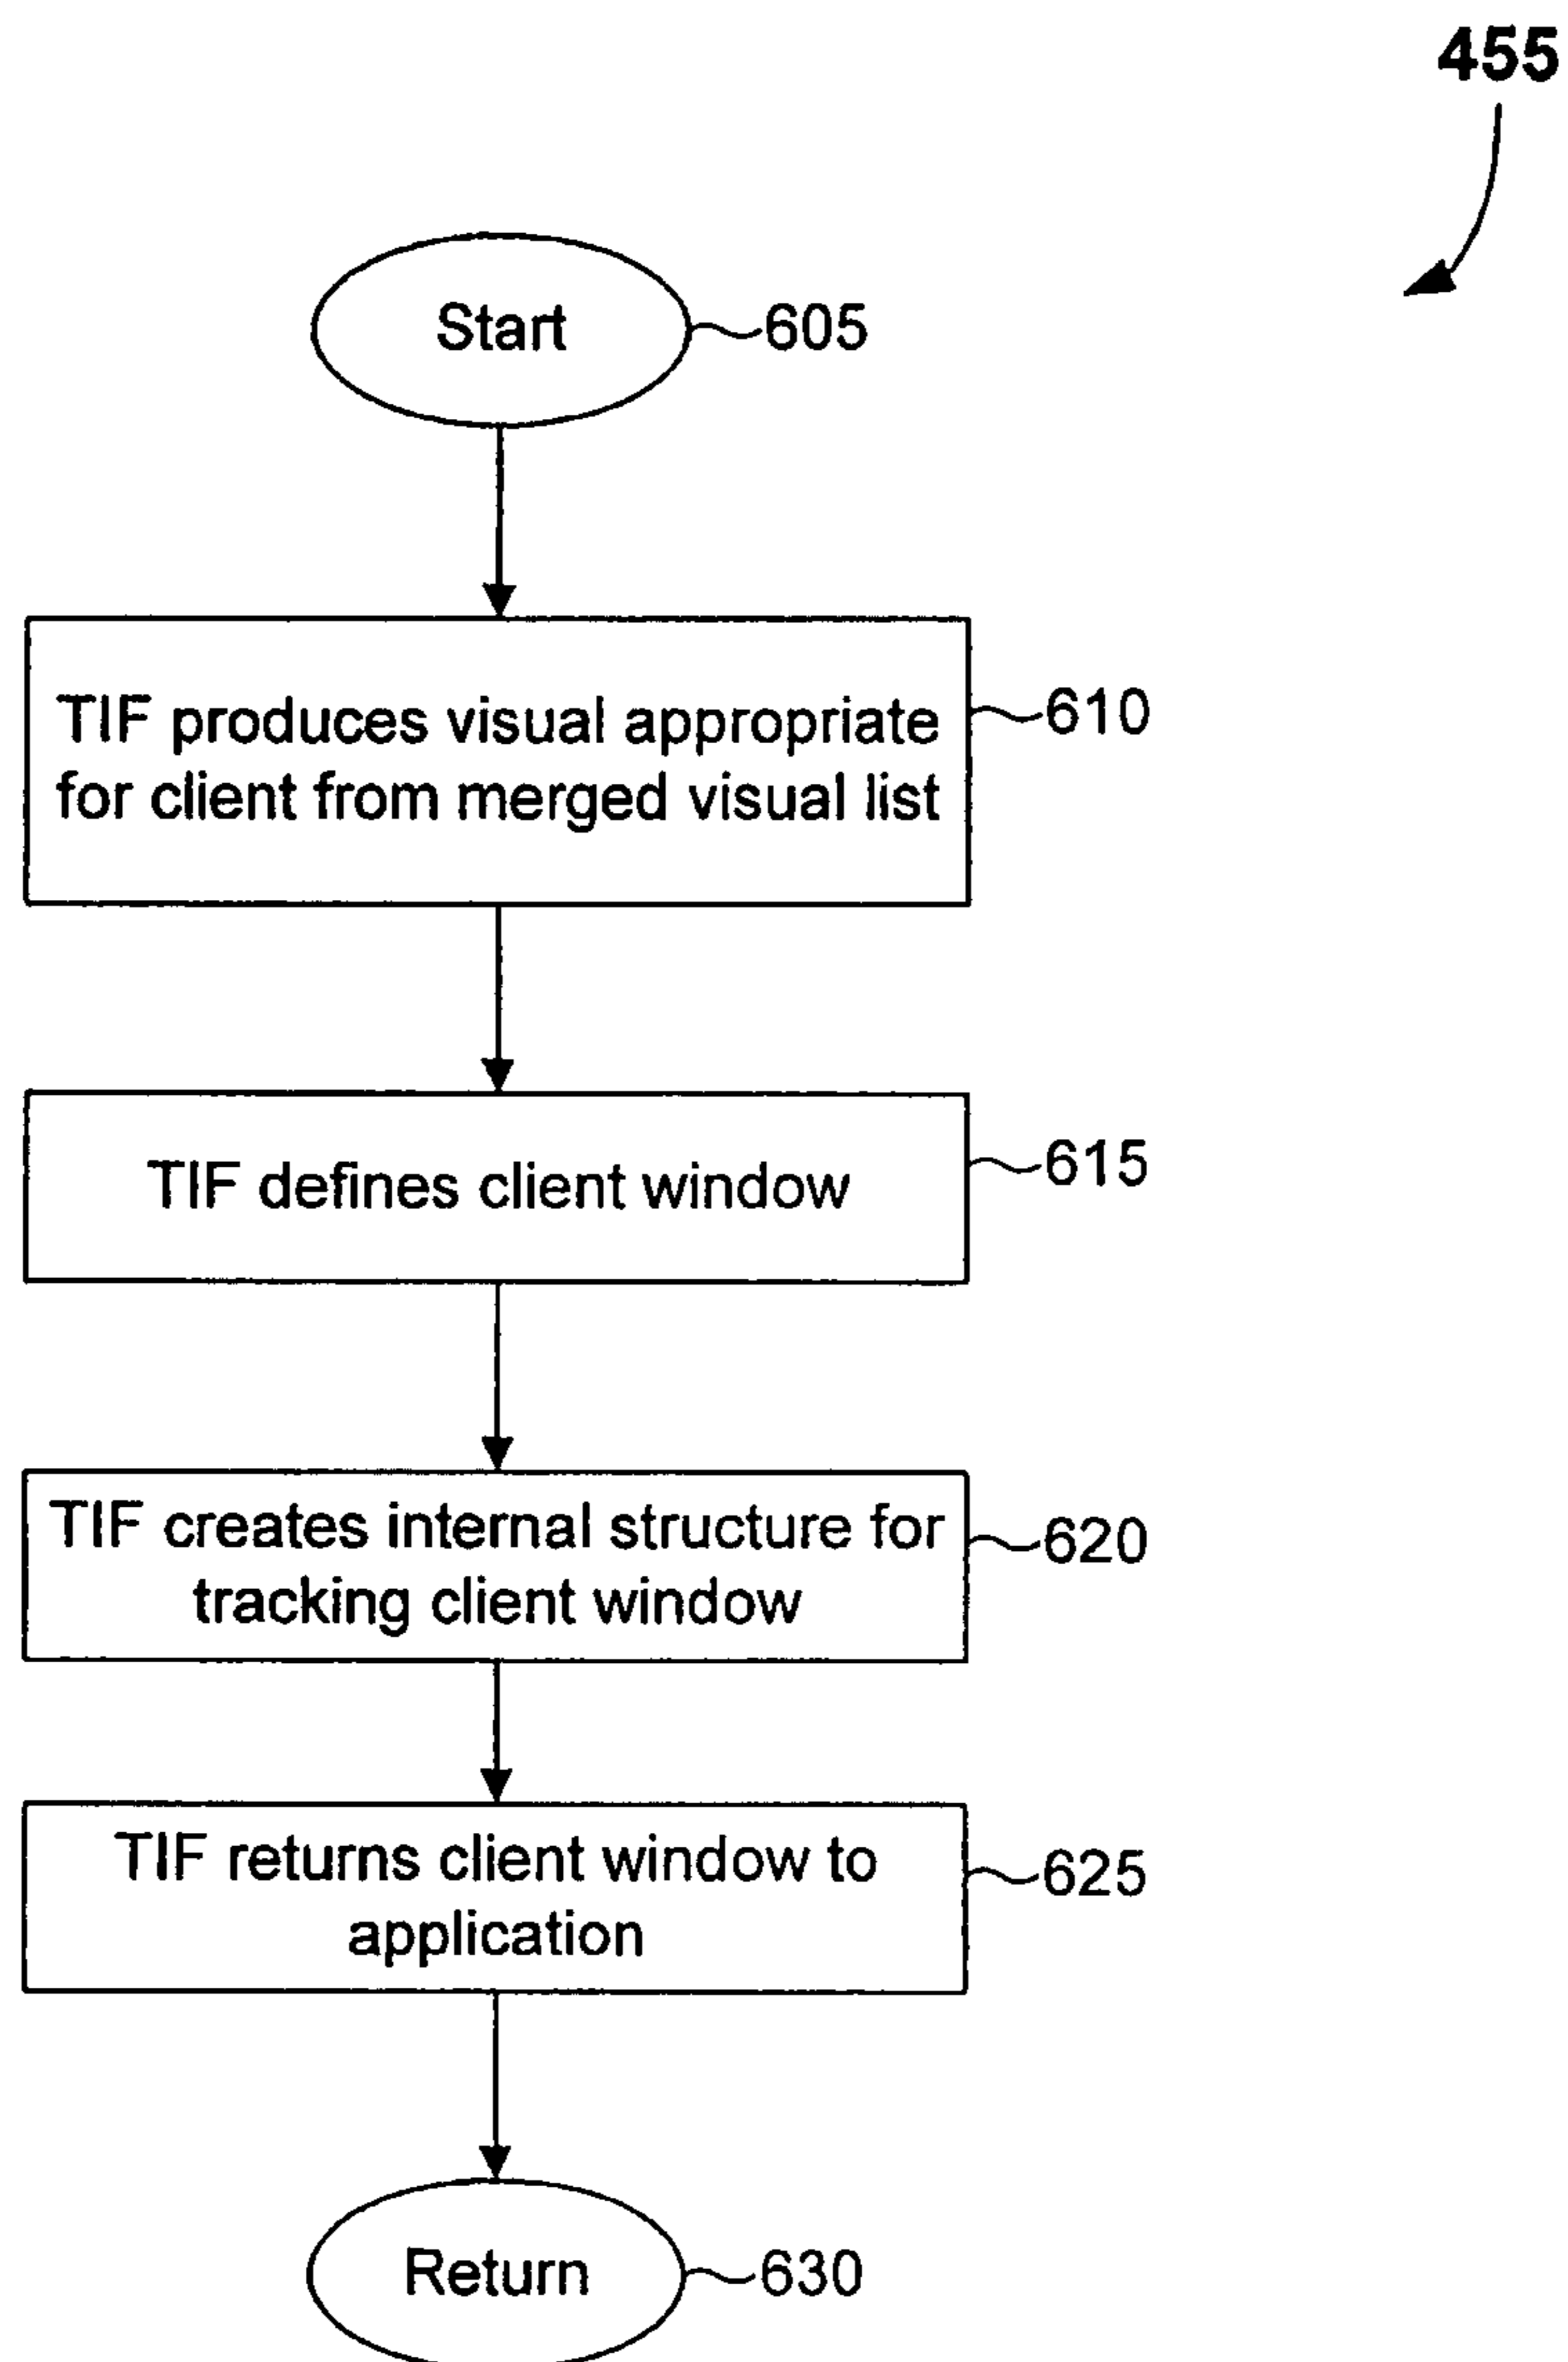 455
Start
605
TIF produces visual appropriate
for client from merged visual list
610
TIF defines client window
615
TIF creates internal structure for
tracking client window
620
TIF returns client window to
application
625
Return
630